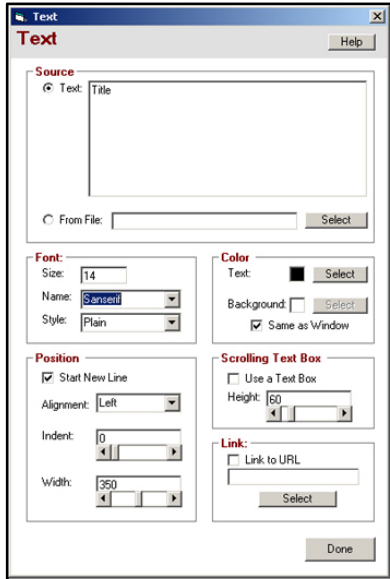 Text
Text
Help
Source
Text:
Title
From File:
Select
Font:
Size:
14
Name:
Sanserif
Style:
Plain
Color
Text:
Select
Background:
Select
Same as Window
Position
Start New Line
Alignment:
Left
Indent:
0
Width:
350
Scrolling Text Box
Use a Text Box
Height:
60
Link:
Link to URL
Select
Done